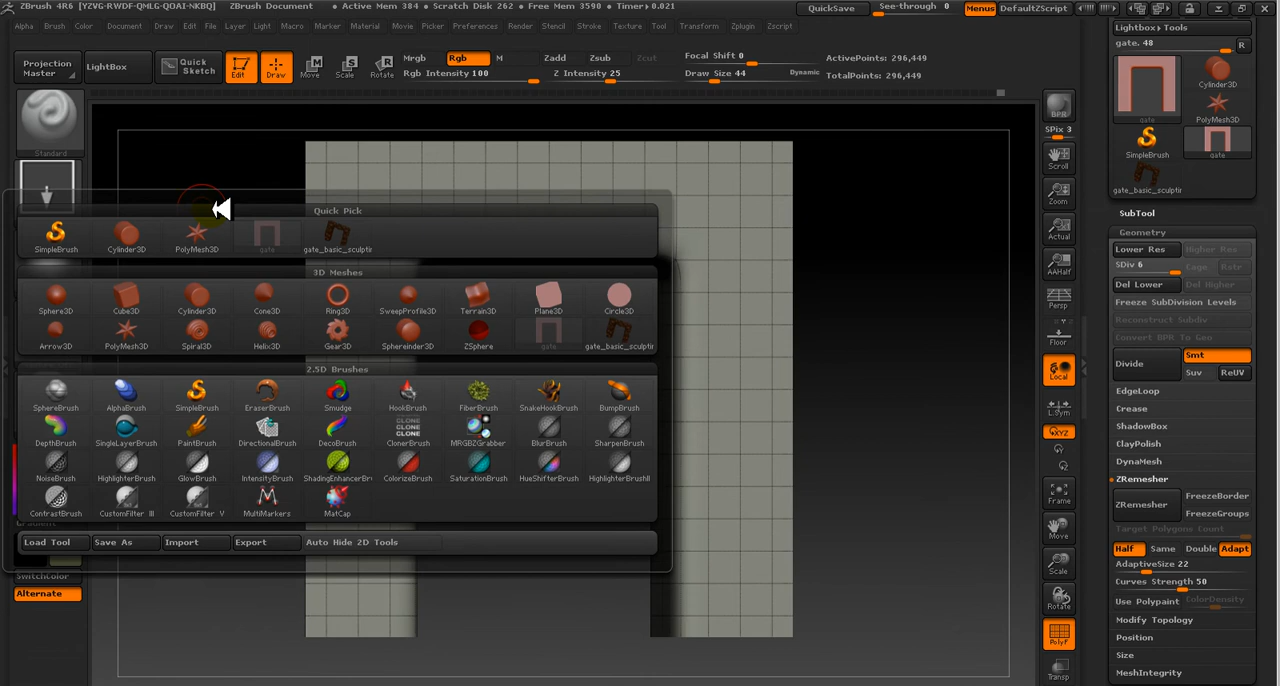 ZBrush 4R6 [YZVG-RWDF-QMLG-QOAI-NKBQ] ZBrush Document • Active Mem 384 • Scratch Disk 262 • Free Mem 3590 • Timer▸0.021 QuickSave See-through 0 Menus DefaultZScript
Alpha Brush Color Document Draw Edit File Layer Light Macro Marker Material Movie Picker Preferences Render Stencil Stroke Texture Tool Transform Zplugin Zscript
Projection Master
LightBox
Quick Sketch
Edit Draw Move Scale Rotate
Mrgb Rgb M Zadd Zsub Zcut
Rgb Intensity 100 Z Intensity 25
Focal Shift 0
Draw Size 44 Dynamic
ActivePoints: 296,449
TotalPoints: 296,449
Standard
Quick Pick
SimpleBrush Cylinder3D PolyMesh3D gate gate_basic_sculptir
3D Meshes
Sphere3D Cube3D Cylinder3D Cone3D Ring3D SweepProfile3D Terrain3D Plane3D Circle3D
Arrow3D PolyMesh3D Spiral3D Helix3D Gear3D Sphereinder3D ZSphere gate gate_basic_sculptir
2.5D Brushes
SphereBrush AlphaBrush SimpleBrush EraserBrush Smudge HookBrush FiberBrush SnakeHookBrush BumpBrush
CLONE
CLONE
CLONE
DepthBrush SingleLayerBrush PaintBrush DirectionalBrush DecoBrush ClonerBrush MRGBZGrabber BlurBrush SharpenBrush
NoiseBrush HighlighterBrush GlowBrush IntensityBrush ShadingEnhancerBr ColorizeBrush SaturationBrush HueShifterBrush HighlighterBrushII
ContrastBrush CustomFilter III CustomFilter V MultiMarkers MatCap
Load Tool Save As Import Export Auto Hide 2D Tools
Gradient
SwitchColor
Alternate
BPR
SPix 3
Scroll
Zoom
Actual
AAHalf
Persp
Floor
Local
L.Sym
XYZ
Frame
Move
Scale
Rotate
PolyF
Transp
Lightbox▸Tools
gate. 48 R
gate Cylinder3D
PolyMesh3D
SimpleBrush gate
gate_basic_sculptir
SubTool
Geometry
Lower Res Higher Res
SDiv 6 Cage Rstr
Del Lower Del Higher
Freeze SubDivision Levels
Reconstruct Subdiv
Convert BPR To Geo
Divide Smt
Suv ReUV
EdgeLoop
Crease
ShadowBox
ClayPolish
DynaMesh
ZRemesher
ZRemesher FreezeBorder
FreezeGroups
Target Polygons Count
Half Same Double Adapt
AdaptiveSize 22
Curves Strength 50
Use Polypaint ColorDensity
Modify Topology
Position
Size
MeshIntegrity